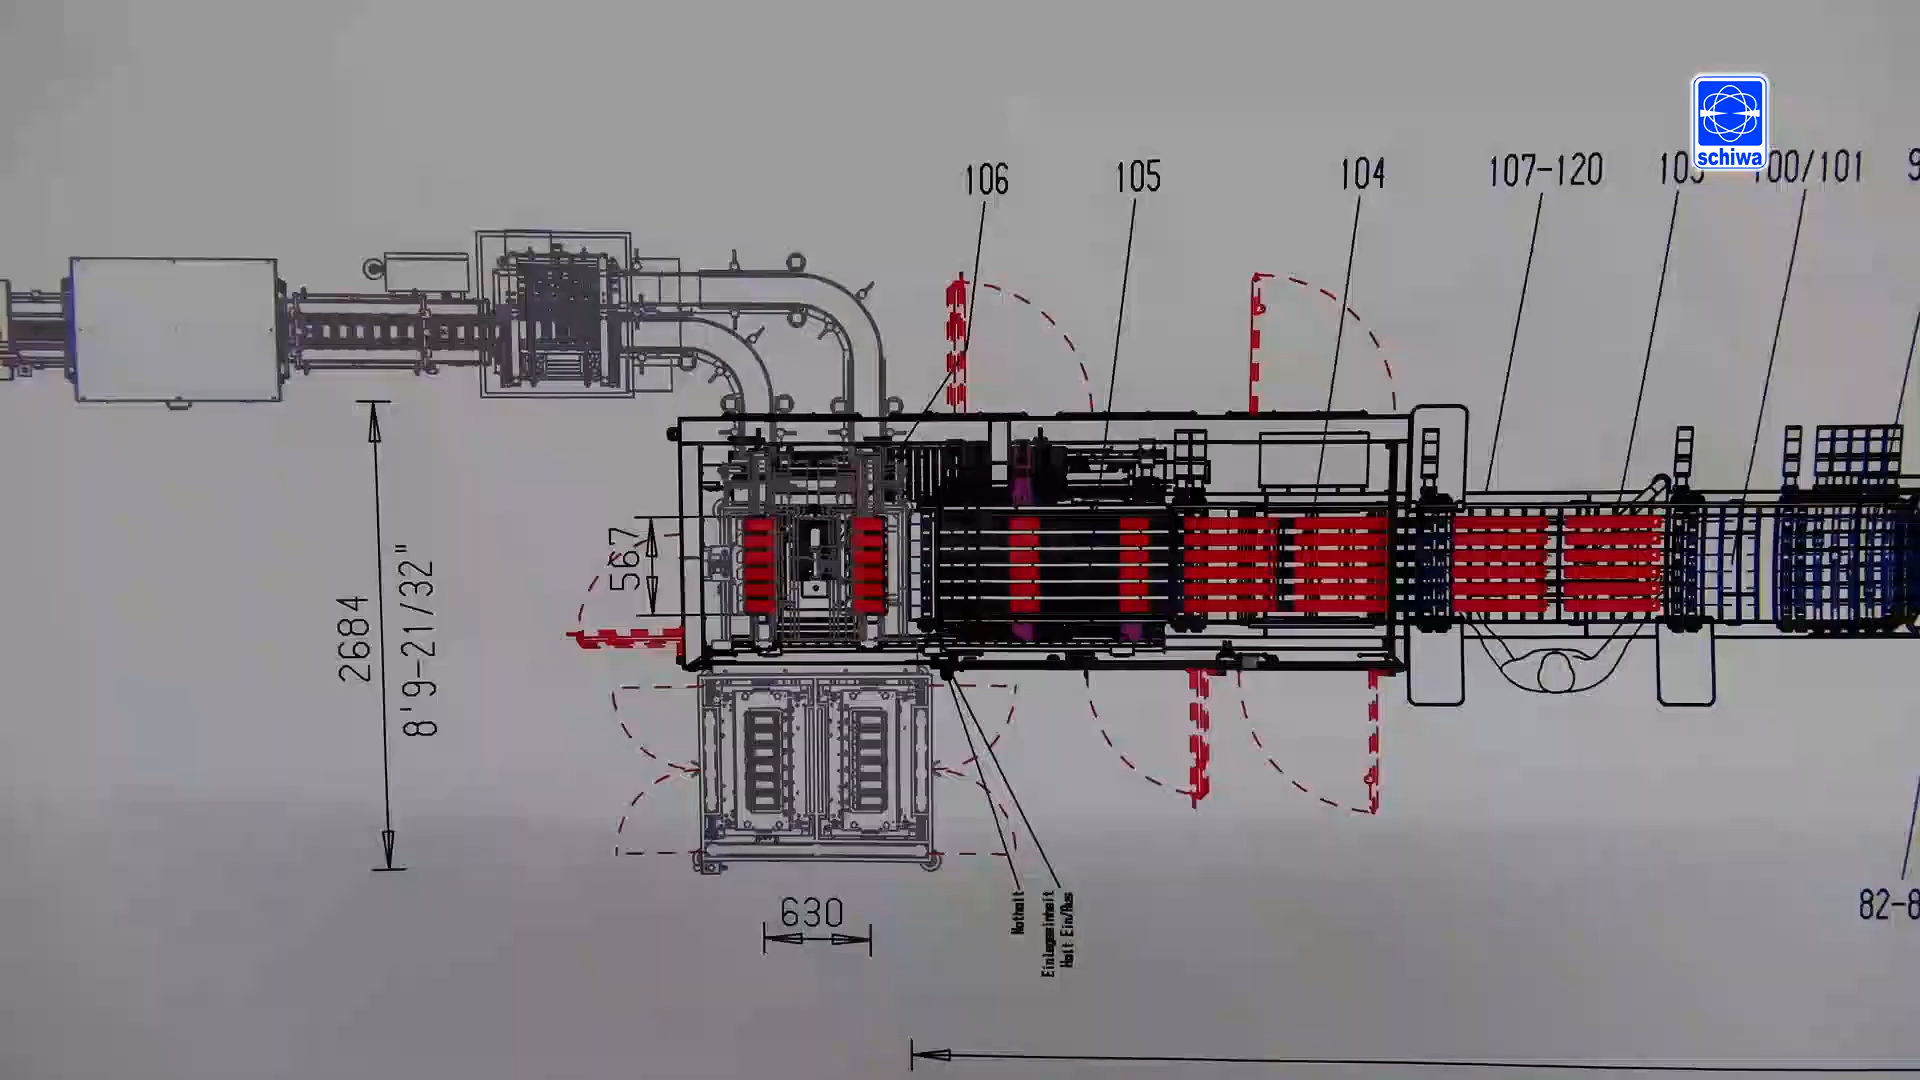 schiwa
106
105
104
107-120
100/101
567
2684
8'9-21/32"
630
Nothalt
Einlegeeinheit
Halt Ein/Aus
82-8